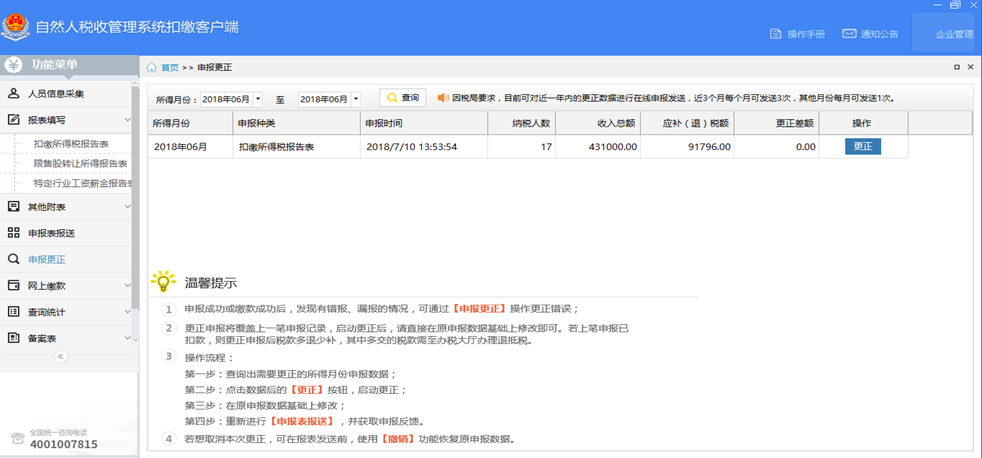 自然人税收管理系统扣缴客户端
操作手册 通知公告 企业管理
功能菜单
首页 >> 申报更正
人员信息采集
报表填写
扣缴所得税报告表
限售股转让所得报告表
特定行业工资薪金报告表
其他附表
申报表报送
申报更正
网上缴款
查询统计
备案表
全国统一咨询电话
4001007815
所得月份： 2018年06月 至 2018年06月 查询 因税局要求，目前可对近一年内的更正数据进行在线申报发送，近3个月每个月可发送3次，其他月份每月可发送1次。
所得月份 申报种类 申报时间 纳税人数 收入总额 应补（退）税额 更正差额 操作
2018年06月 扣缴所得税报告表 2018/7/10 13:53:54 17 431000.00 91796.00 0.00 更正
温馨提示
1 申报成功或缴款成功后，发现有错报、漏报的情况，可通过【申报更正】操作更正错误；
2 更正申报将覆盖上一笔申报记录，启动更正后，请直接在原申报数据基础上修改即可。若上笔申报已
扣款，则更正申报后税款多退少补，其中多交的税款需至办税大厅办理退抵税。
3 操作流程：
第一步：查询出需要更正的所得月份申报数据；
第二步：点击数据后的【更正】按钮，启动更正；
第三步：在原申报数据基础上修改；
第四步：重新进行【申报表报送】，并获取申报反馈。
4 若想取消本次更正，可在报表发送前，使用【撤销】功能恢复原申报数据。